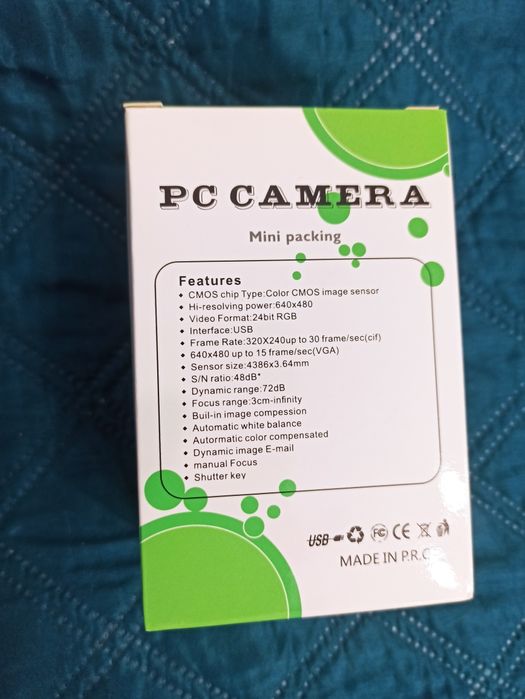 PC CAMERA
Mini packing
Features
◆ CMOS chip Type:Color CMOS image sensor
◆ Hi-resolving power:640x480
◆ Video Format:24bit RGB
◆ Interface:USB
◆ Frame Rate:320X240up to 30 frame/sec(cif)
◆ 640x480 up to 15 frame/sec(VGA)
◆ Sensor size:4386x3.64mm
◆ S/N ratio:48dB*
◆ Dynamic range:72dB
◆ Focus range:3cm-infinity
◆ Buil-in image compession
◆ Automatic white balance
◆ Autormatic color compensated
◆ Dynamic image E-mail
◆ manual Focus
◆ Shutter key
USB FC CE
MADE IN P.R.C